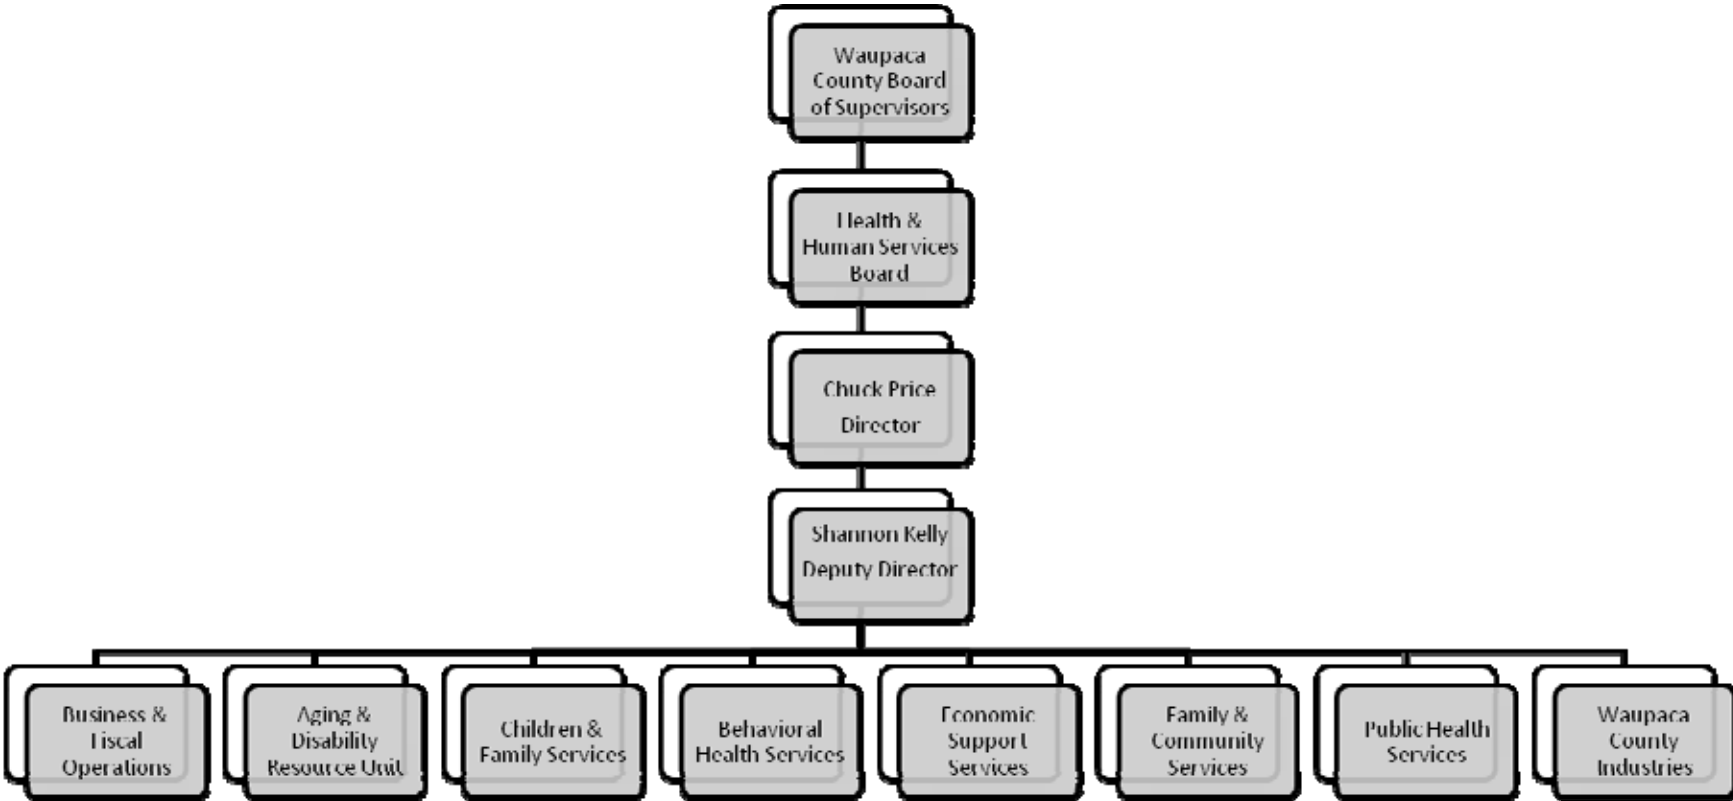 Waupaca
County Board
of Supervisors
Health &
Human Services
Board
Chuck Price
Director
Shannon Kelly
Deputy Director
Business &
Fiscal
Operations
Aging &
Disability
Resource Unit
Children &
Family Services
Behavioral
Health Services
Economic
Support
Services
Family &
Community
Services
Public Health
Services
Waupaca
County
Industries